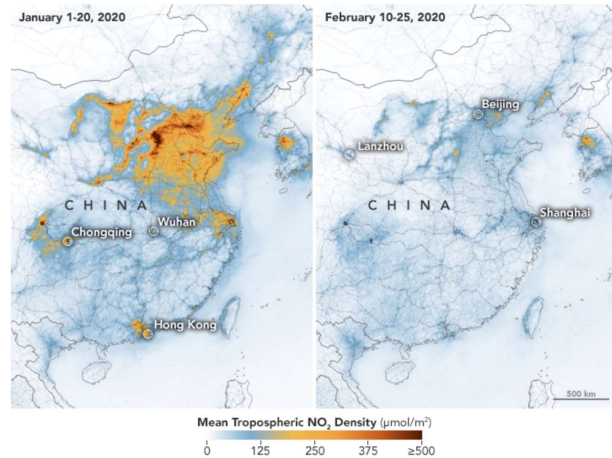 January 1-20, 2020
CHINA
Wuhan
Chongqing
Hong Kong
February 10-25, 2020
Beijing
Lanzhou
CHINA
Shanghai
500 km
Mean Tropospheric NO₂ Density (µmol/m²)
0 125 250 375 ≥500